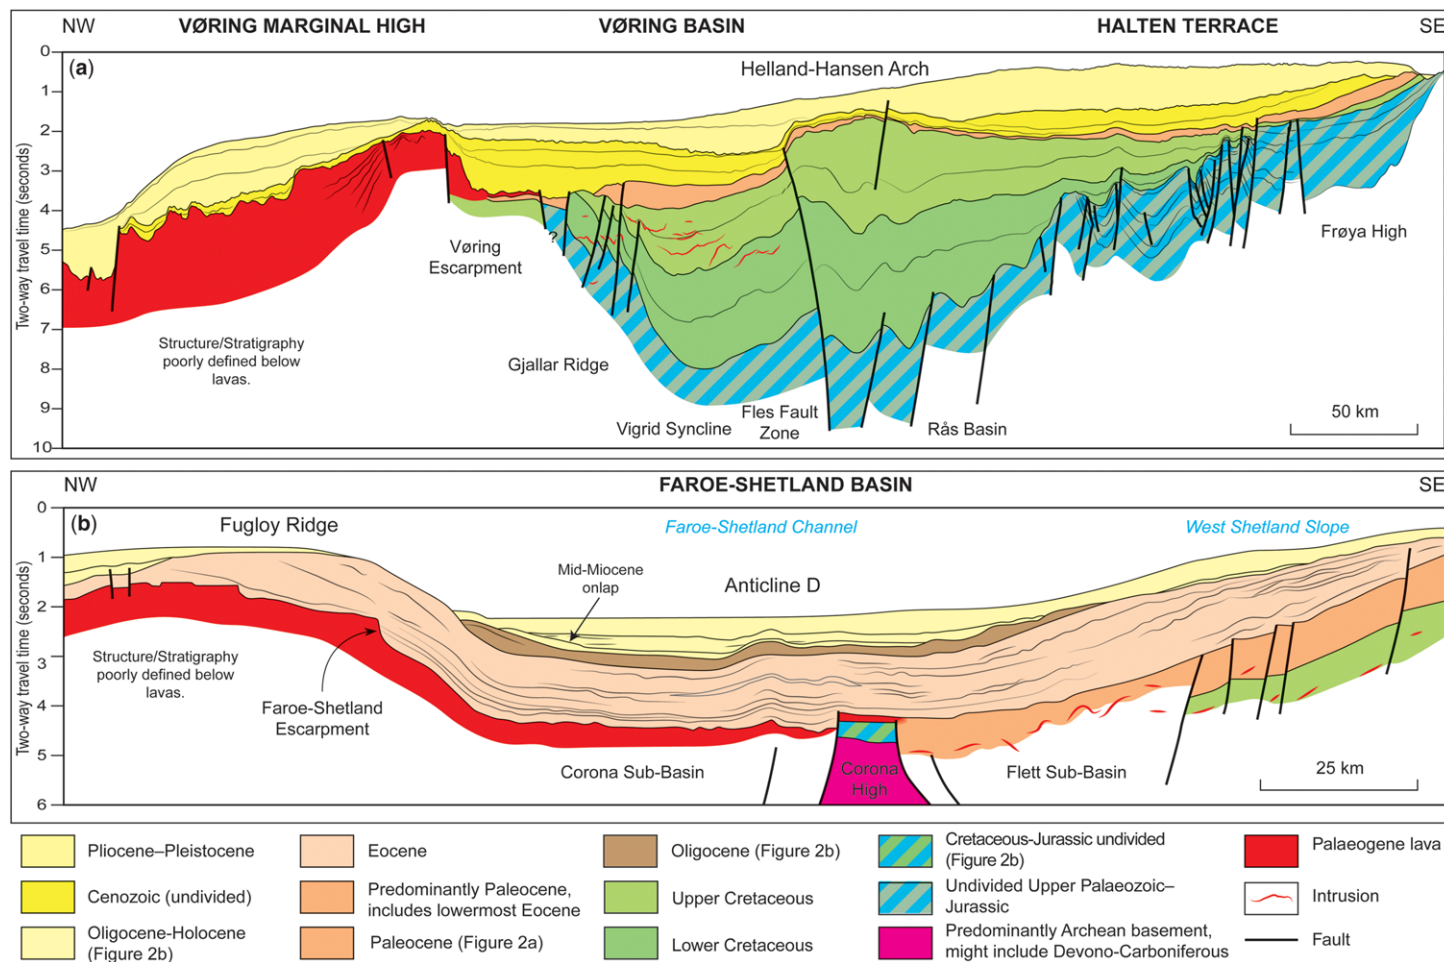 NW VØRING MARGINAL HIGH VØRING BASIN HALTEN TERRACE SE
(a)
Helland-Hansen Arch
Two-way travel time (seconds)
0
1
2
3
4
5
6
7
8
9
10
Vøring
Escarpment
?
Frøya High
Structure/Stratigraphy
poorly defined below
lavas.
Gjallar Ridge
Vigrid Syncline
Fles Fault
Zone
Rås Basin
50 km
NW FAROE-SHETLAND BASIN SE
(b)
Fugloy Ridge
Faroe-Shetland Channel
West Shetland Slope
Two-way travel time (seconds)
0
1
2
3
4
5
6
Mid-Miocene
onlap
Anticline D
Structure/Stratigraphy
poorly defined below
lavas.
Faroe-Shetland
Escarpment
Corona Sub-Basin
Corona
High
Flett Sub-Basin
25 km
Pliocene–Pleistocene
Cenozoic (undivided)
Oligocene-Holocene
(Figure 2b)
Eocene
Predominantly Paleocene,
includes lowermost Eocene
Paleocene (Figure 2a)
Oligocene (Figure 2b)
Upper Cretaceous
Lower Cretaceous
Cretaceous-Jurassic undivided
(Figure 2b)
Undivided Upper Palaeozoic–
Jurassic
Predominantly Archean basement,
might include Devono-Carboniferous
Palaeogene lava
Intrusion
Fault